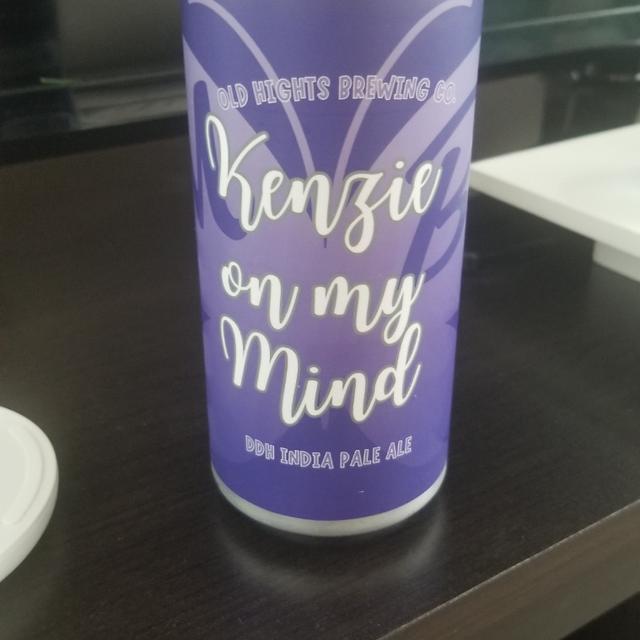 OLD HIGHTS BREWING CO.
Kenzie
on my
Mind
DDH INDIA PALE ALE